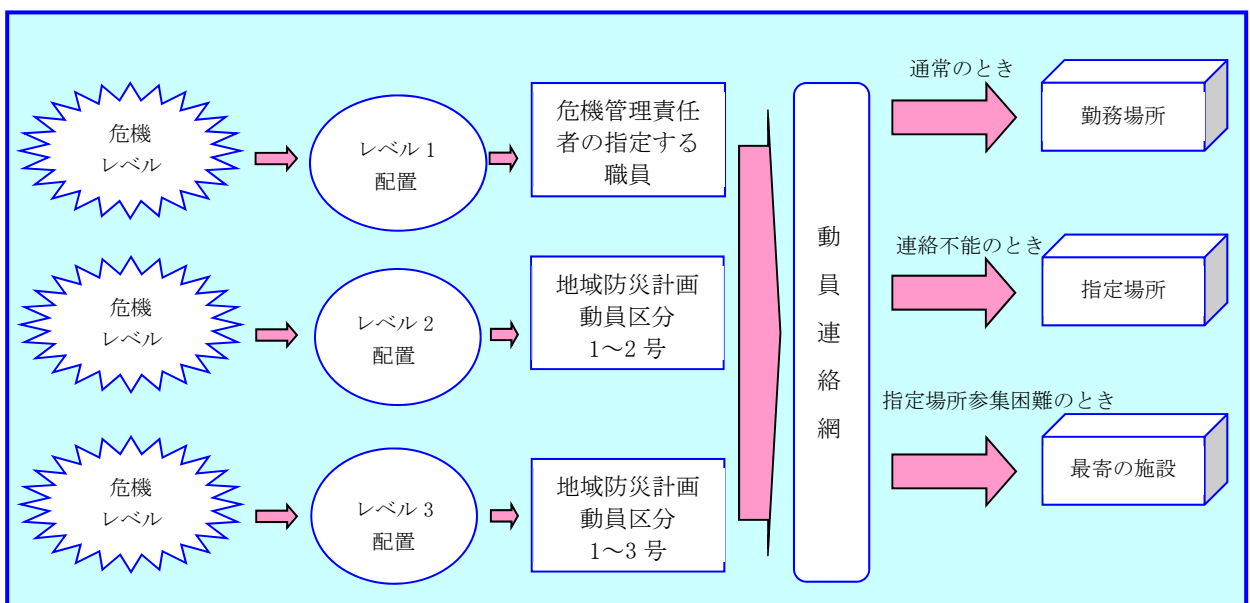 危機
レベル
レベル 1
配置
危機管理責任
者の指定する
職員
危機
レベル
レベル 2
配置
地域防災計画
動員区分
1～2 号
危機
レベル
レベル 3
配置
地域防災計画
動員区分
1～3 号
動
員
連
絡
網
通常のとき
勤務場所
連絡不能のとき
指定場所
指定場所参集困難のとき
最寄の施設